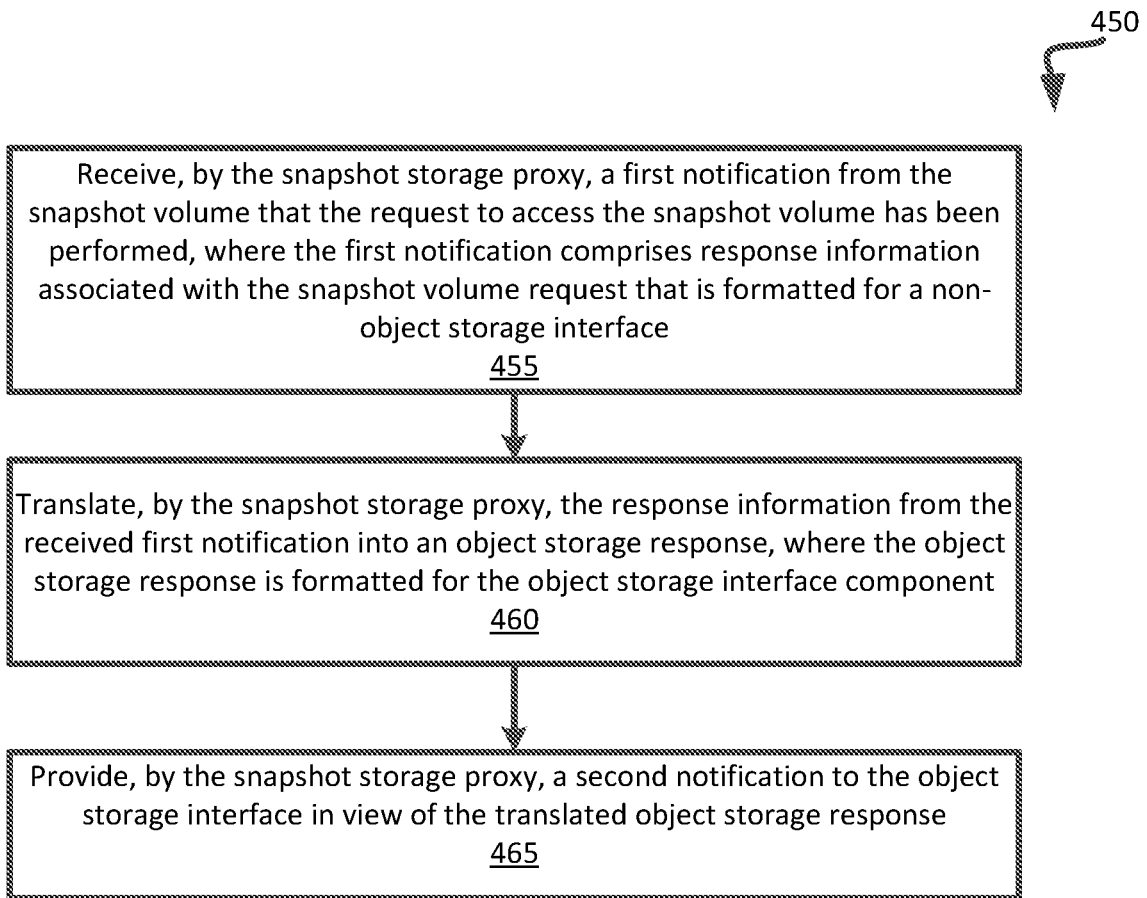 450
Receive, by the snapshot storage proxy, a first notification from the
snapshot volume that the request to access the snapshot volume has been
performed, where the first notification comprises response information
associated with the snapshot volume request that is formatted for a non-
object storage interface
455
Translate, by the snapshot storage proxy, the response information from the
received first notification into an object storage response, where the object
storage response is formatted for the object storage interface component
460
Provide, by the snapshot storage proxy, a second notification to the object
storage interface in view of the translated object storage response
465